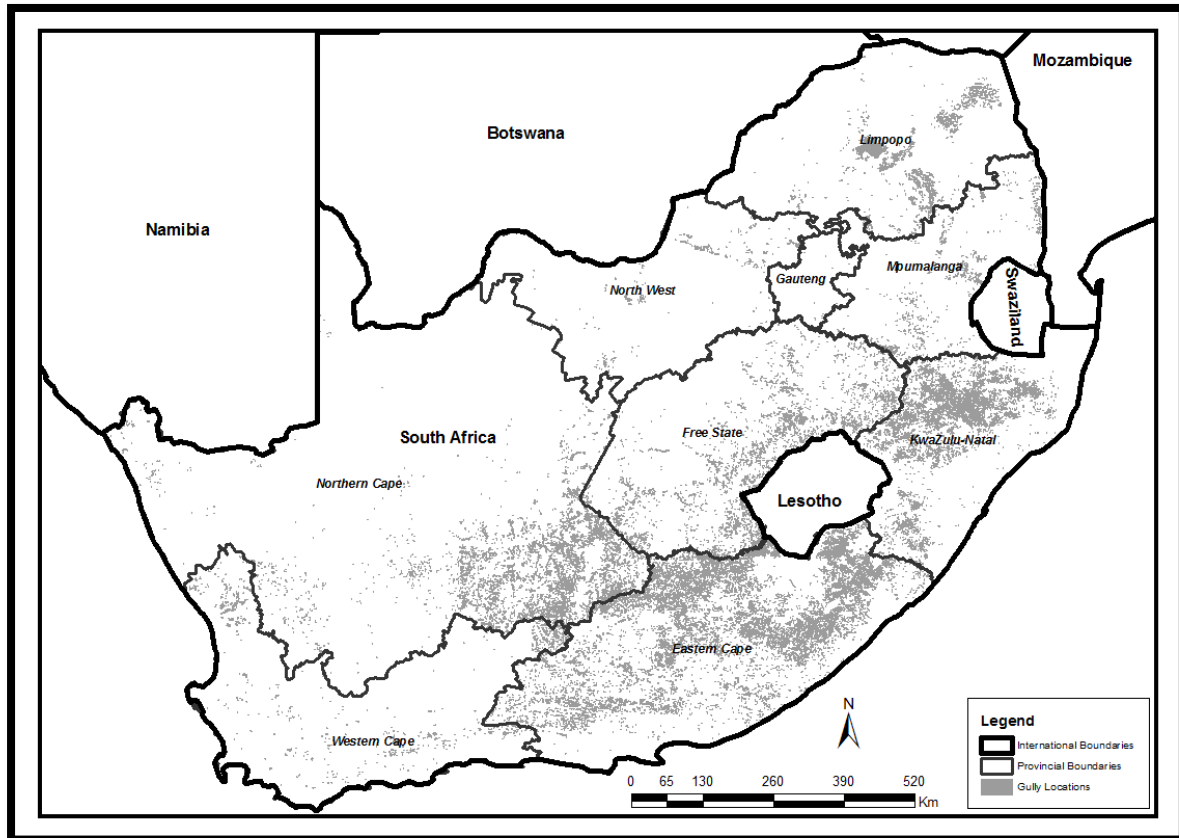 Mozambique
Botswana
Limpopo
Namibia
Mpumalanga
Gauteng
North West
Swaziland
South Africa
Free State
KwaZulu-Natal
Northern Cape
Lesotho
Eastern Cape
Western Cape
N
0 65 130 260 390 520
Km
Legend
International Boundaries
Provincial Boundaries
Gully Locations